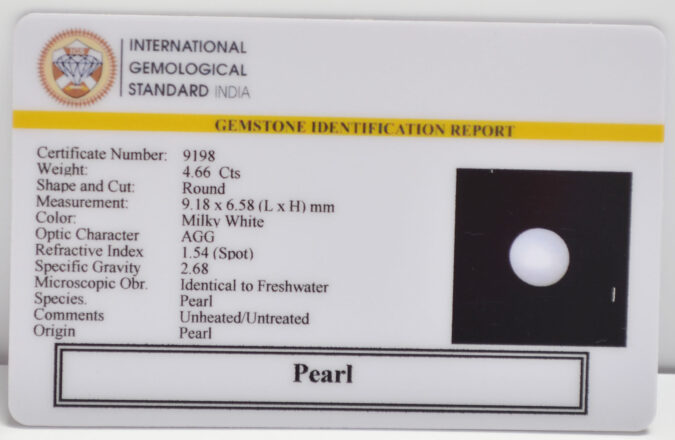 INTERNATIONAL
GEMOLOGICAL
STANDARD INDIA
GEMSTONE IDENTIFICATION REPORT
Certificate Number: 9198
Weight: 4.66 Cts
Shape and Cut: Round
Measurement: 9.18 x 6.58 (L x H) mm
Color: Milky White
Optic Character AGG
Refractive Index 1.54 (Spot)
Specific Gravity 2.68
Microscopic Obr. Identical to Freshwater
Species. Pearl
Comments Unheated/Untreated
Origin Pearl
Pearl